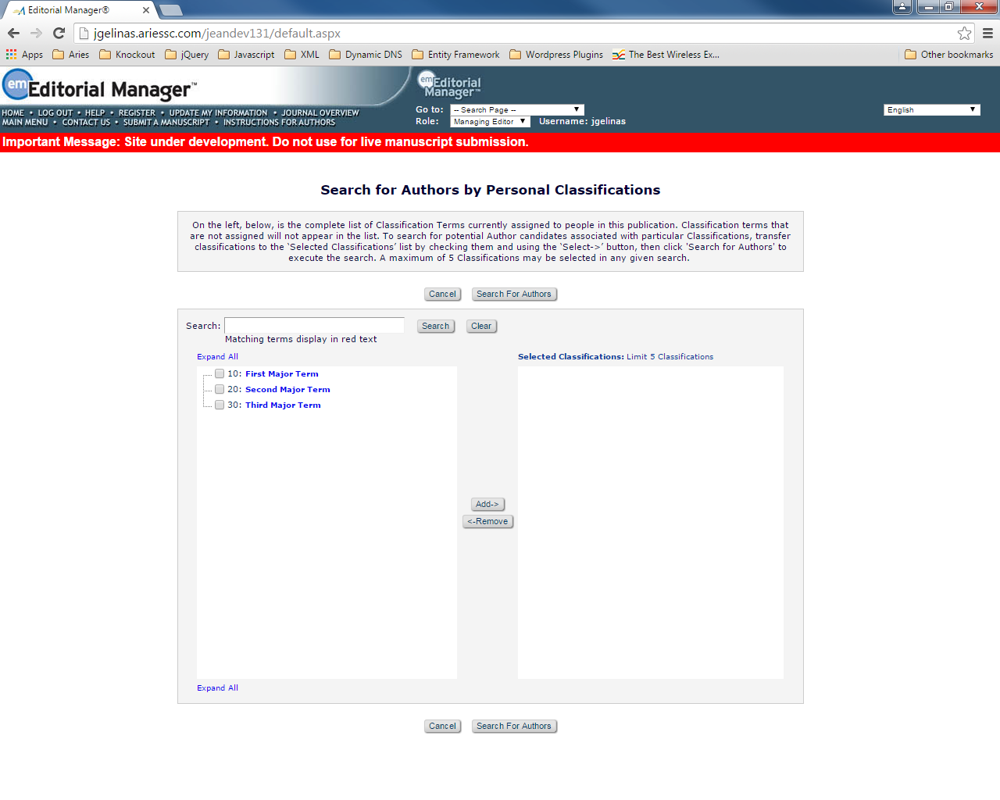 Editorial Manager®
jgelinas.ariessc.com/jeandev131/default.aspx
Apps Aries Knockout jQuery Javascript XML Dynamic DNS Entity Framework Wordpress Plugins The Best Wireless Ex... Other bookmarks
em Editorial Manager™
em Editorial Manager™
HOME • LOG OUT • HELP • REGISTER • UPDATE MY INFORMATION • JOURNAL OVERVIEW
MAIN MENU • CONTACT US • SUBMIT A MANUSCRIPT • INSTRUCTIONS FOR AUTHORS
Go to: -- Search Page -- English
Role: Managing Editor Username: jgelinas
Important Message: Site under development. Do not use for live manuscript submission.
Search for Authors by Personal Classifications
On the left, below, is the complete list of Classification Terms currently assigned to people in this publication. Classification terms that
are not assigned will not appear in the list. To search for potential Author candidates associated with particular Classifications, transfer
classifications to the ‘Selected Classifications’ list by checking them and using the ‘Select->’ button, then click 'Search for Authors' to
execute the search. A maximum of 5 Classifications may be selected in any given search.
Cancel Search For Authors
Search: Search Clear
Matching terms display in red text
Expand All
10: First Major Term
20: Second Major Term
30: Third Major Term
Expand All
Add->
<-Remove
Selected Classifications: Limit 5 Classifications
Cancel Search For Authors